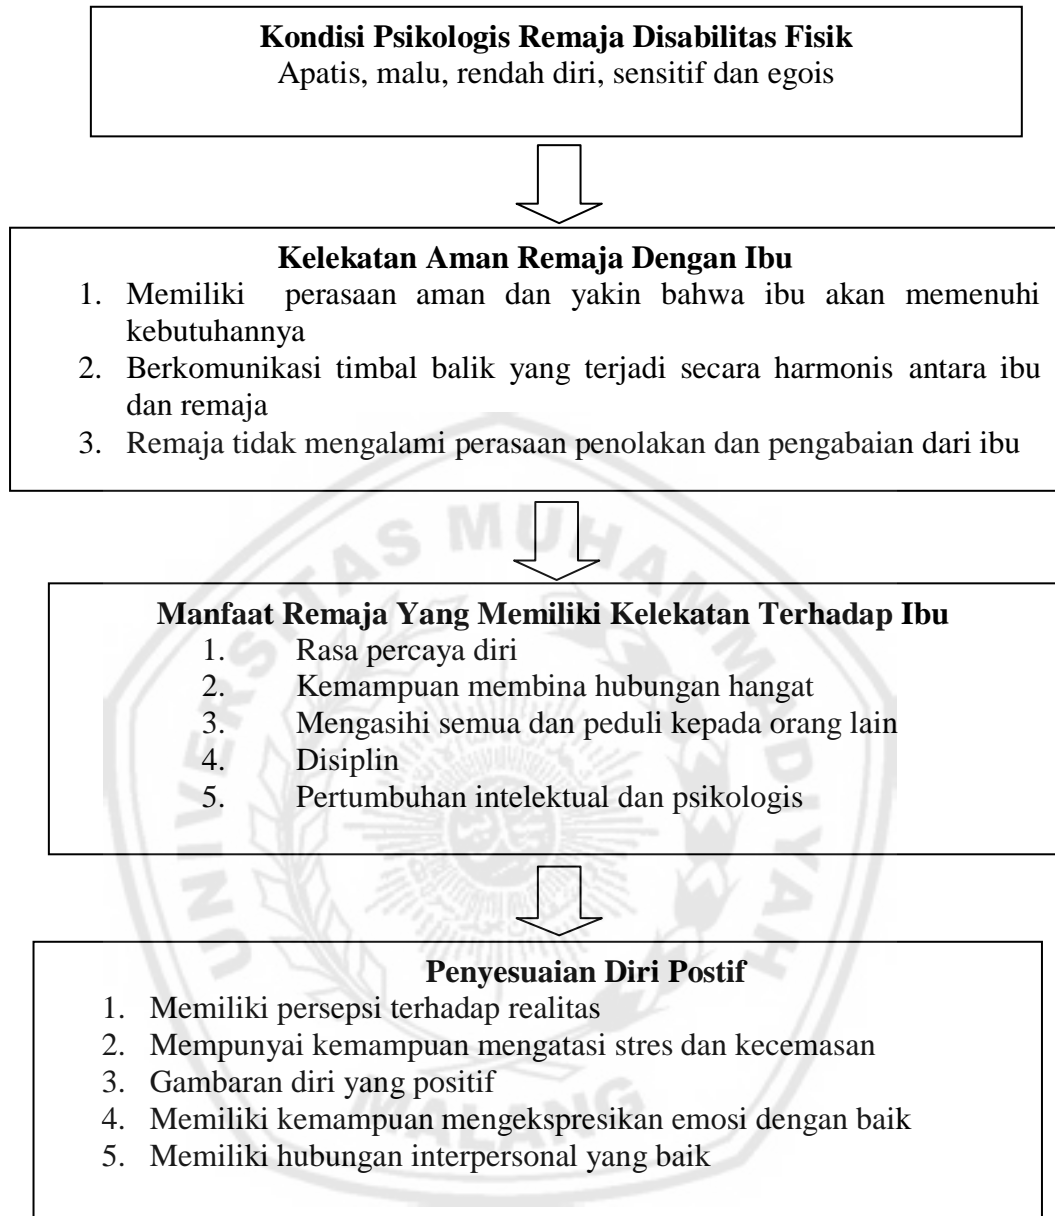 Kondisi Psikologis Remaja Disabilitas Fisik
Apatis, malu, rendah diri, sensitif dan egois
Kelekatan Aman Remaja Dengan Ibu
1. Memiliki perasaan aman dan yakin bahwa ibu akan memenuhi
kebutuhannya
2. Berkomunikasi timbal balik yang terjadi secara harmonis antara ibu
dan remaja
3. Remaja tidak mengalami perasaan penolakan dan pengabaian dari ibu
Manfaat Remaja Yang Memiliki Kelekatan Terhadap Ibu
1. Rasa percaya diri
2. Kemampuan membina hubungan hangat
3. Mengasihi semua dan peduli kepada orang lain
4. Disiplin
5. Pertumbuhan intelektual dan psikologis
Penyesuaian Diri Postif
1. Memiliki persepsi terhadap realitas
2. Mempunyai kemampuan mengatasi stres dan kecemasan
3. Gambaran diri yang positif
4. Memiliki kemampuan mengekspresikan emosi dengan baik
5. Memiliki hubungan interpersonal yang baik
UNIVERSITAS MUHAMMADIYAH
MALANG